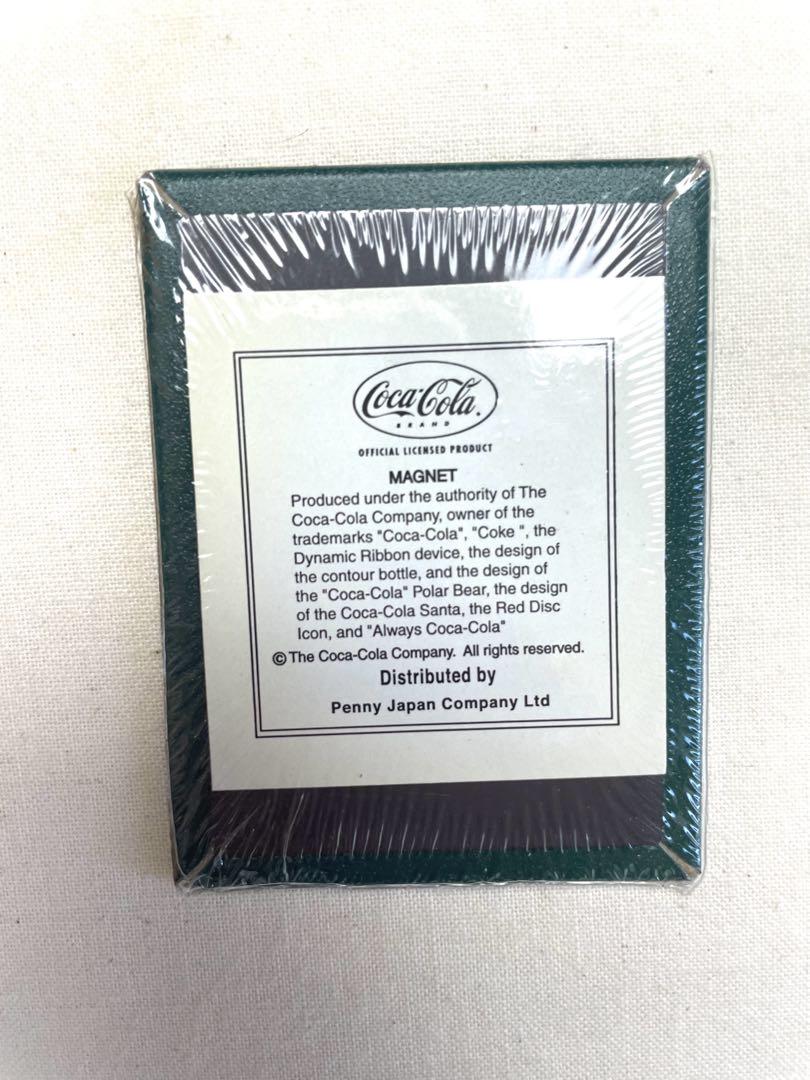 Coca-Cola
BRAND
OFFICIAL LICENSED PRODUCT
MAGNET
Produced under the authority of The
Coca-Cola Company, owner of the
trademarks "Coca-Cola", "Coke ", the
Dynamic Ribbon device, the design of
the contour bottle, and the design of
the "Coca-Cola" Polar Bear, the design
of the Coca-Cola Santa, the Red Disc
Icon, and "Always Coca-Cola"
© The Coca-Cola Company. All rights reserved.
Distributed by
Penny Japan Company Ltd